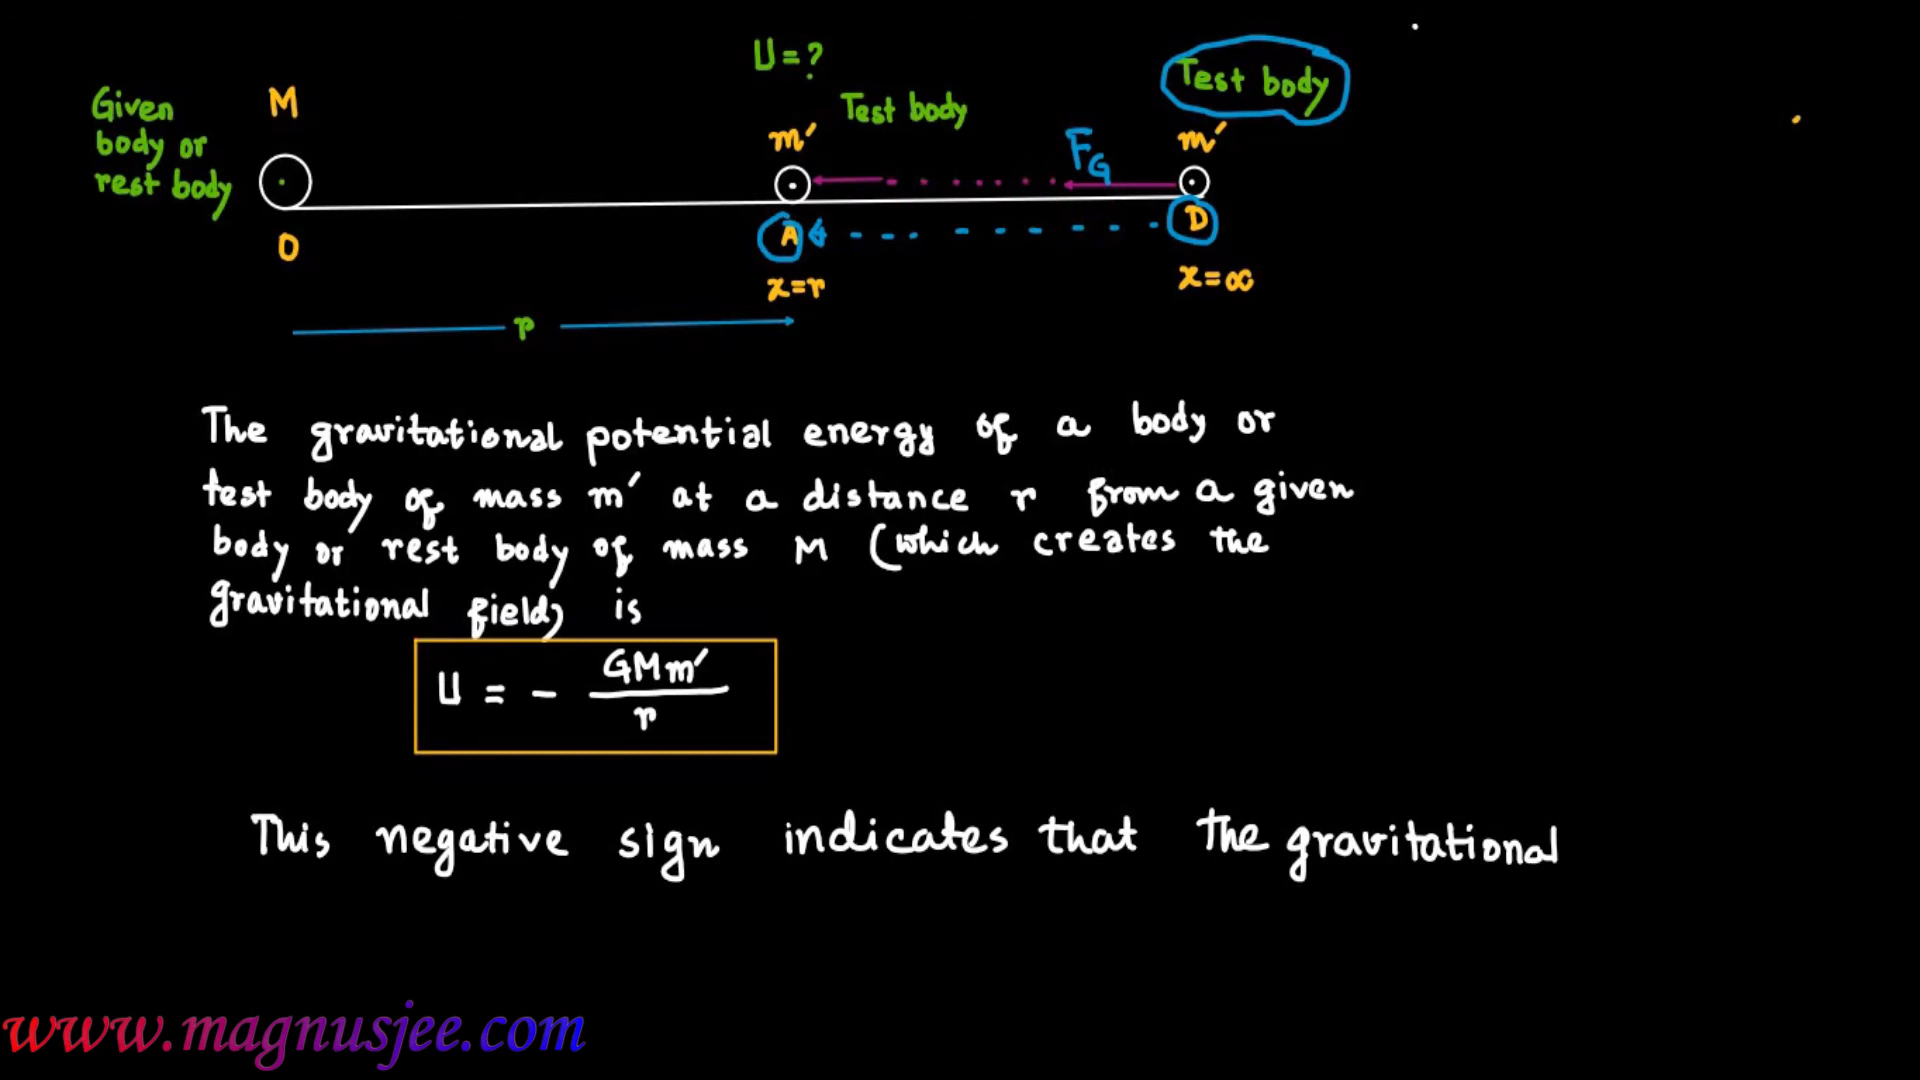 U = ?
Test body
Given
body or
rest body
M
Test body
m′
m′
F_G
O
A
D
x = r
x = ∞
r
The gravitational potential energy of a body or
test body of mass m′ at a distance r from a given
body or rest body of mass M (which creates the
gravitational field) is
U = - GMm′/r
This negative sign indicates that the gravitational
www.magnusjee.com